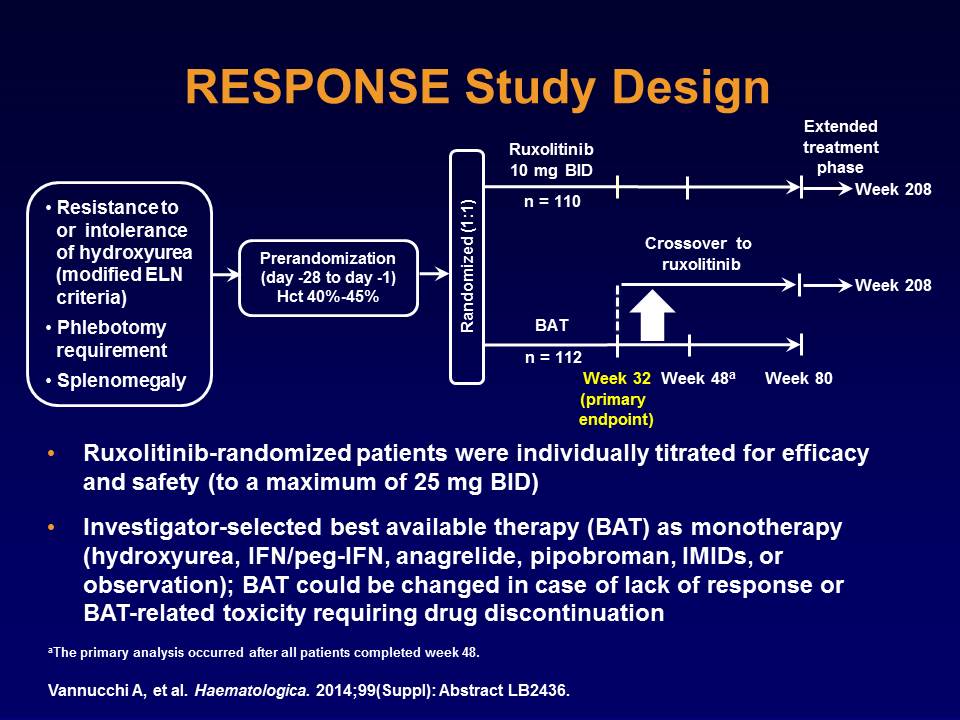 RESPONSE Study Design
• Resistance to
or intolerance
of hydroxyurea
(modified ELN
criteria)
• Phlebotomy
requirement
• Splenomegaly
Prerandomization
(day -28 to day -1)
Hct 40%-45%
Randomized (1:1)
Ruxolitinib
10 mg BID
n = 110
Extended
treatment
phase
Week 208
Crossover to
ruxolitinib
Week 208
BAT
n = 112
Week 32
(primary
endpoint)
Week 48ª
Week 80
• Ruxolitinib-randomized patients were individually titrated for efficacy
and safety (to a maximum of 25 mg BID)
• Investigator-selected best available therapy (BAT) as monotherapy
(hydroxyurea, IFN/peg-IFN, anagrelide, pipobroman, IMIDs, or
observation); BAT could be changed in case of lack of response or
BAT-related toxicity requiring drug discontinuation
ªThe primary analysis occurred after all patients completed week 48.
Vannucchi A, et al. Haematologica. 2014;99(Suppl): Abstract LB2436.